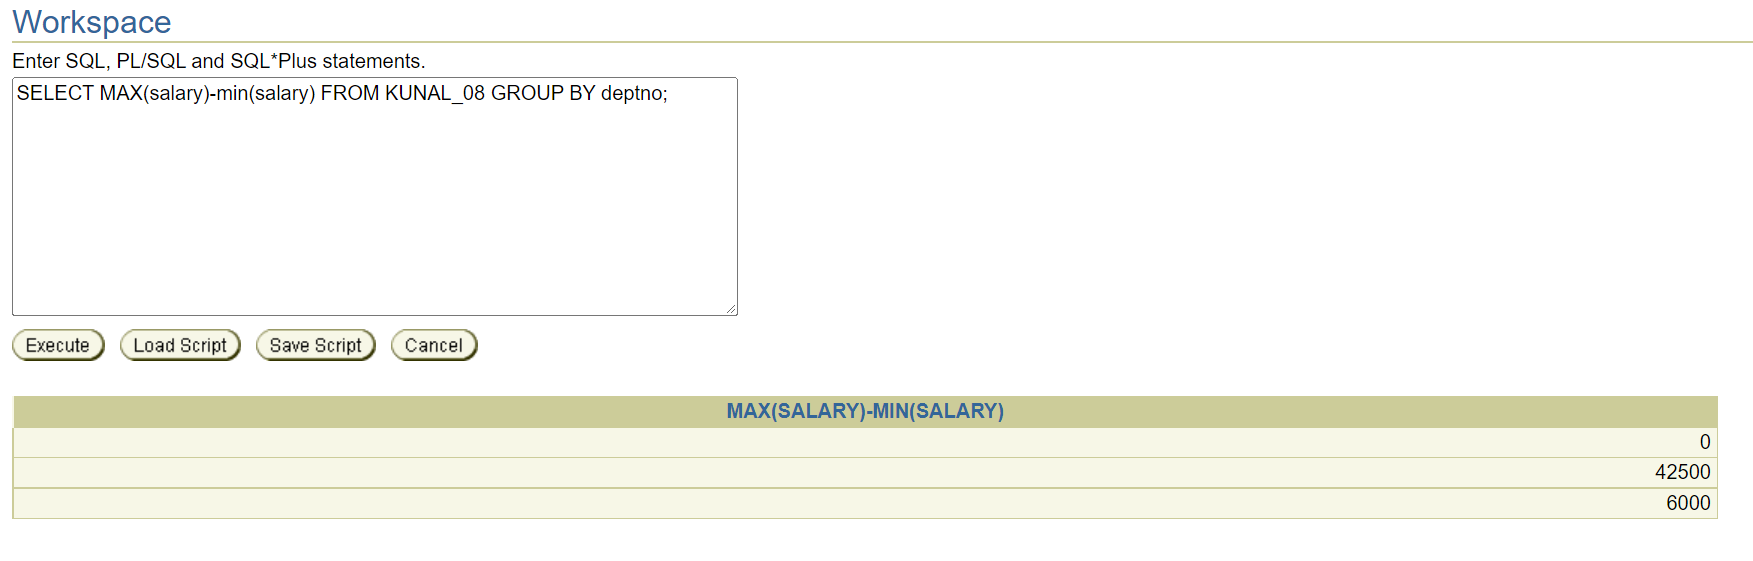 Workspace
Enter SQL, PL/SQL and SQL*Plus statements.
SELECT MAX(salary)-min(salary) FROM KUNAL_08 GROUP BY deptno;
Execute Load Script Save Script Cancel
MAX(SALARY)-MIN(SALARY)
0
42500
6000